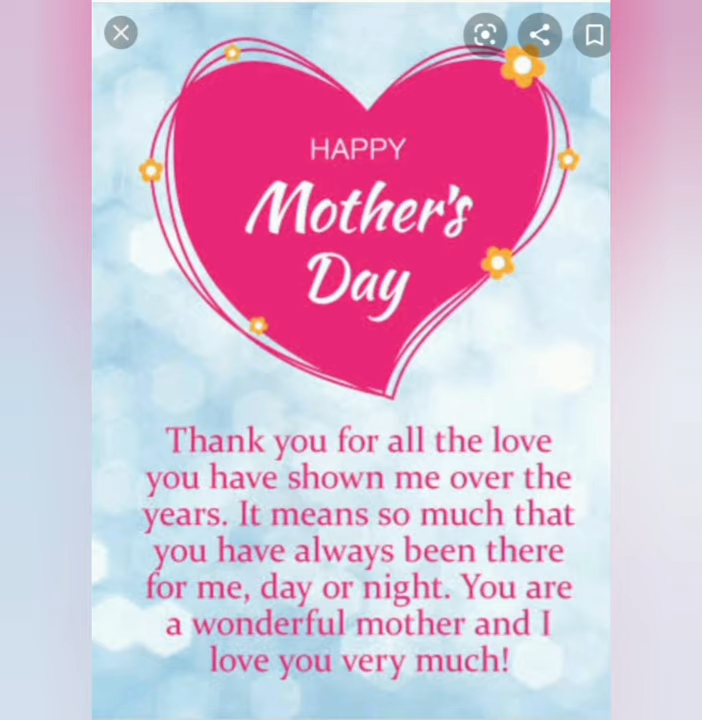 HAPPY
Mother's
Day
Thank you for all the love
you have shown me over the
years. It means so much that
you have always been there
for me, day or night. You are
a wonderful mother and I
love you very much!